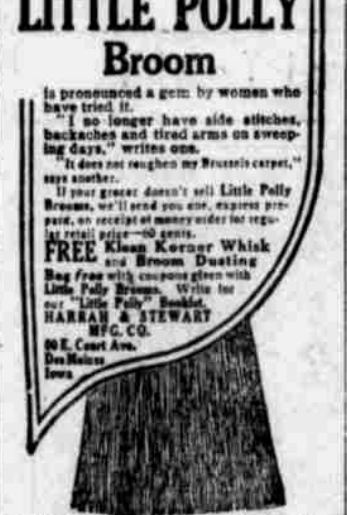 LITTLE POLLY
Broom
is pronounced a gem by women who
have tried it.
"I no longer have side stitches,
backaches and tired arms on sweep-
ing days," writes one.
"It does not roughen my Brussels carpet,"
says another.
If your grocer doesn't sell Little Polly
Brooms, we'll send you one, express pre-
paid, on receipt of money order for regu-
lar retail price—60 cents.
FREE Klean Korner Whisk
and Broom Dusting
Bag free with coupons given with
Little Polly Brooms. Write for
our "Little Polly" Booklet.
HARRAH & STEWART
MFG. CO.
E. Court Ave.
Des Moines
Iowa